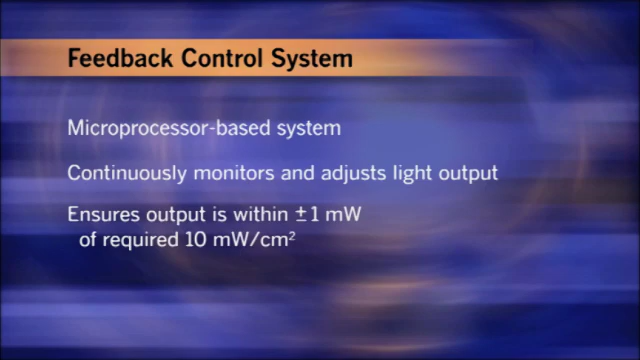 Feedback Control System
Microprocessor-based system
Continuously monitors and adjusts light output
Ensures output is within ±1 mW
of required 10 mW/cm²